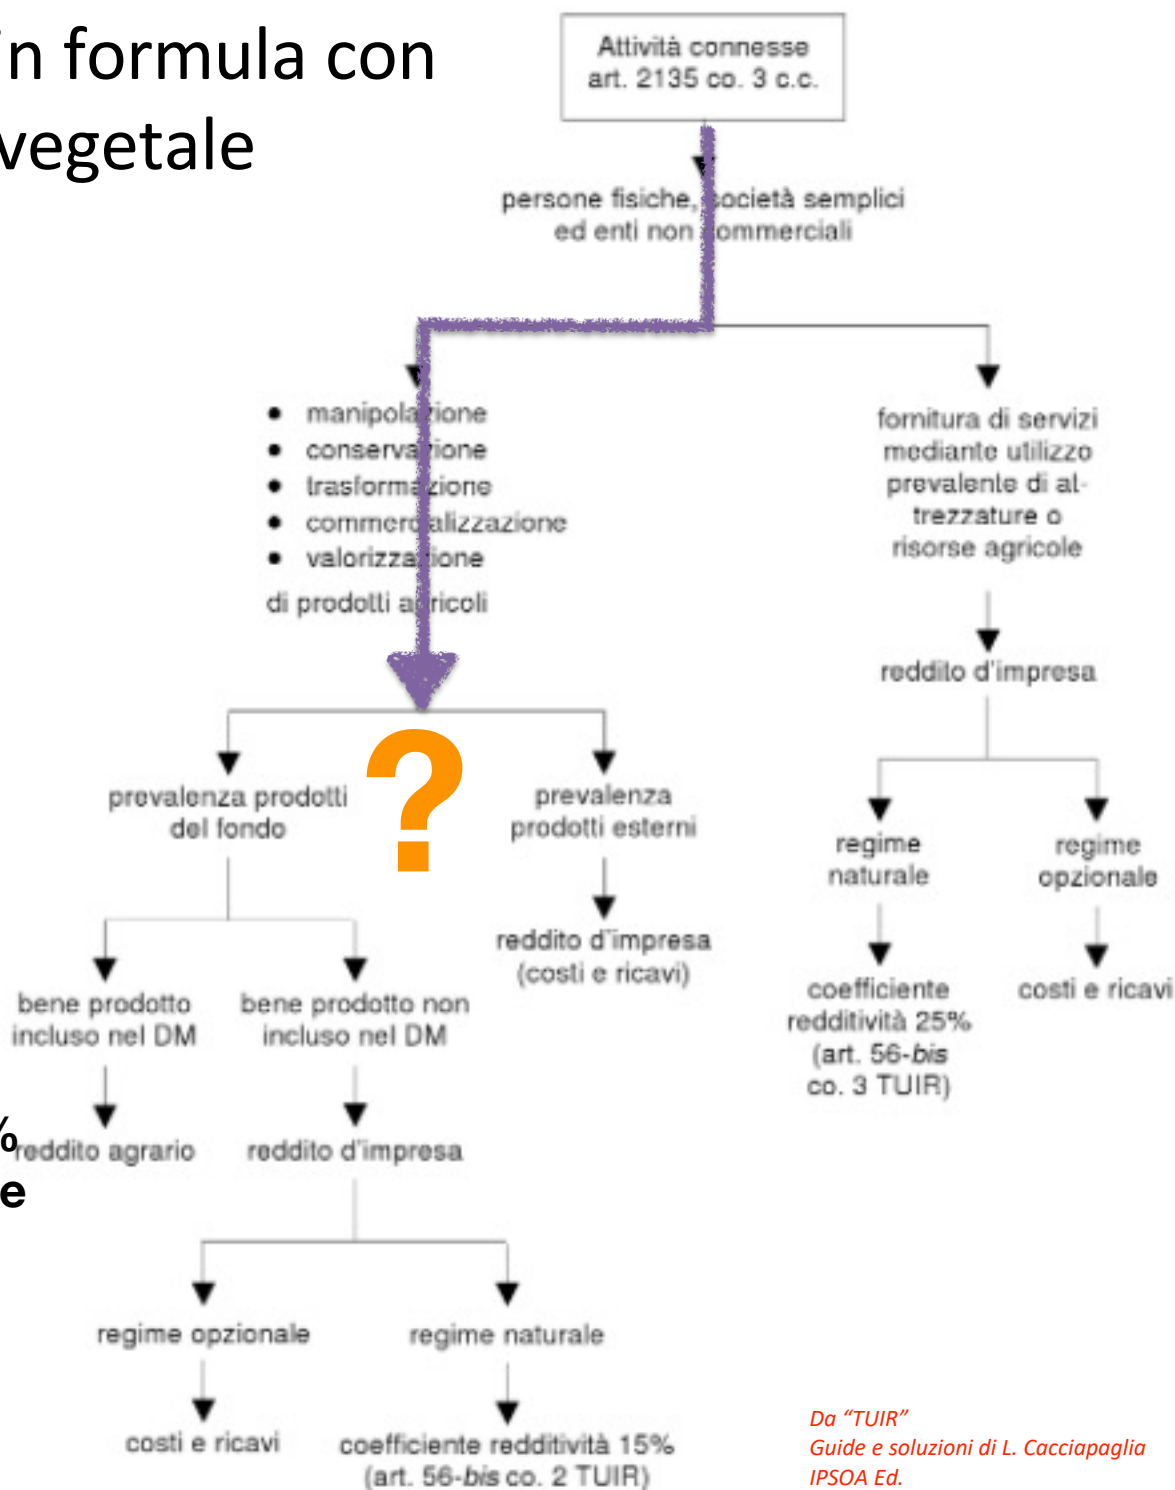 in formula con
vegetale
Attività connesse
art. 2135 co. 3 c.c.
persone fisiche, società semplici
ed enti non commerciali
• manipolazione
• conservazione
• trasformazione
• commercializzazione
• valorizzazione
di prodotti agricoli
fornitura di servizi
mediante utilizzo
prevalente di at-
trezzature o
risorse agricole
reddito d'impresa
?
prevalenza prodotti
del fondo
prevalenza
prodotti esterni
regime
naturale
regime
opzionale
reddito d'impresa
(costi e ricavi)
bene prodotto
incluso nel DM
bene prodotto non
incluso nel DM
coefficiente
redditività 25%
(art. 56-bis
co. 3 TUIR)
costi e ricavi
%
e
reddito agrario
reddito d'impresa
regime opzionale
regime naturale
costi e ricavi
coefficiente redditività 15%
(art. 56-bis co. 2 TUIR)
Da “TUIR”
Guide e soluzioni di L. Cacciapaglia
IPSOA Ed.